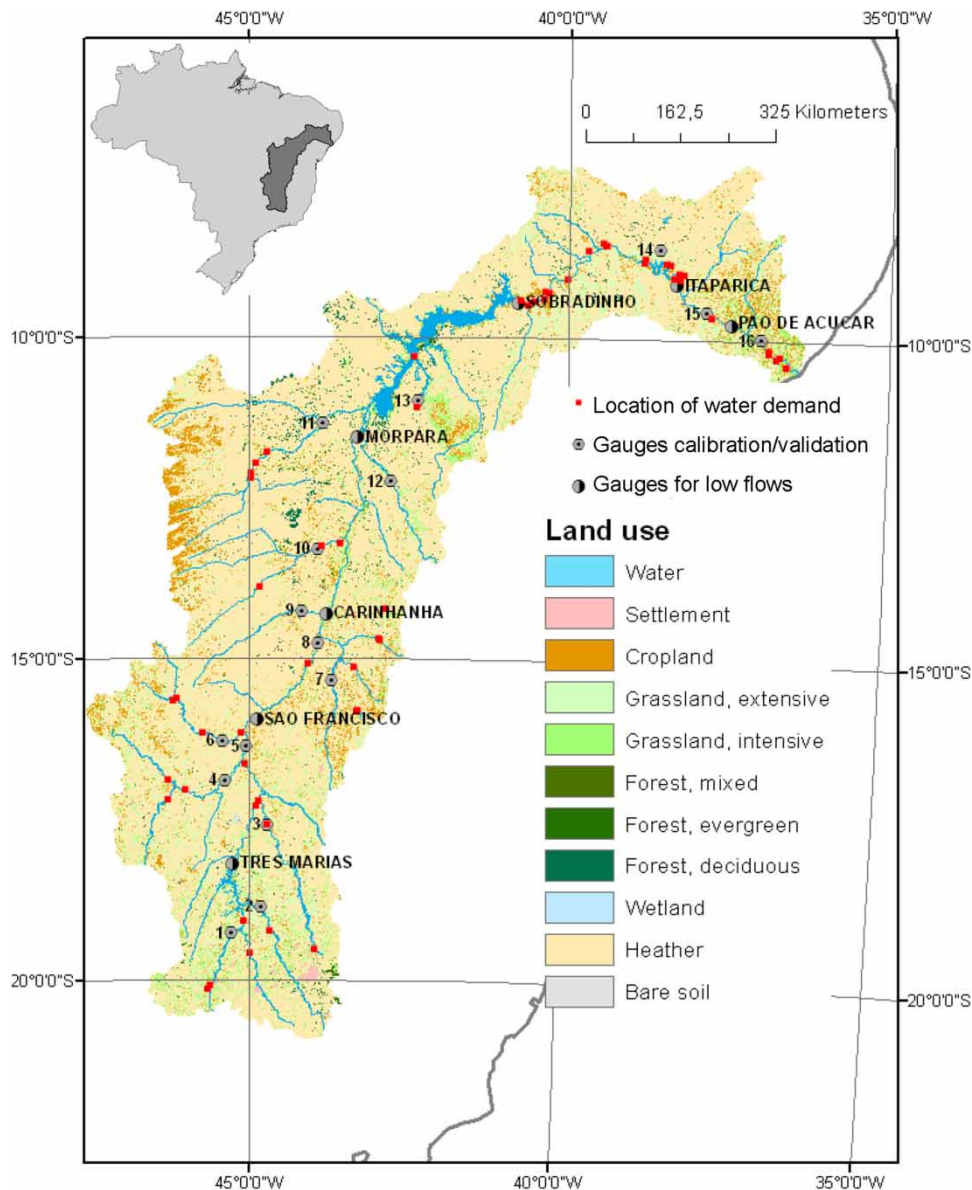 45°0'0"W 40°0'0"W 35°0'0"W
0 162,5 325 Kilometers
14
ITAPARICA
SOBRADINHO
15
PAO DE ACUCAR
16
10°0'0"S 10°0'0"S
13
11
MORPARA
12
10
9
CARINHANHA
8
7
15°0'0"S 15°0'0"S
SAO FRANCISCO
6
5
4
3
TRES MARIAS
2
1
20°0'0"S 20°0'0"S
Location of water demand
Gauges calibration/validation
Gauges for low flows
Land use
Water
Settlement
Cropland
Grassland, extensive
Grassland, intensive
Forest, mixed
Forest, evergreen
Forest, deciduous
Wetland
Heather
Bare soil
45°0'0"W 40°0'0"W 35°0'0"W